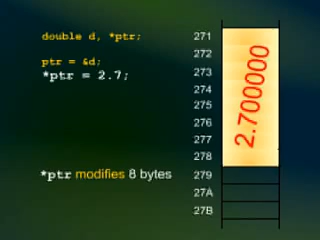 double d, *ptr;
ptr = &d;
*ptr = 2.7;
*ptr modifies 8 bytes
271
272
273
274
275
276
277
278
279
27A
27B
2.700000